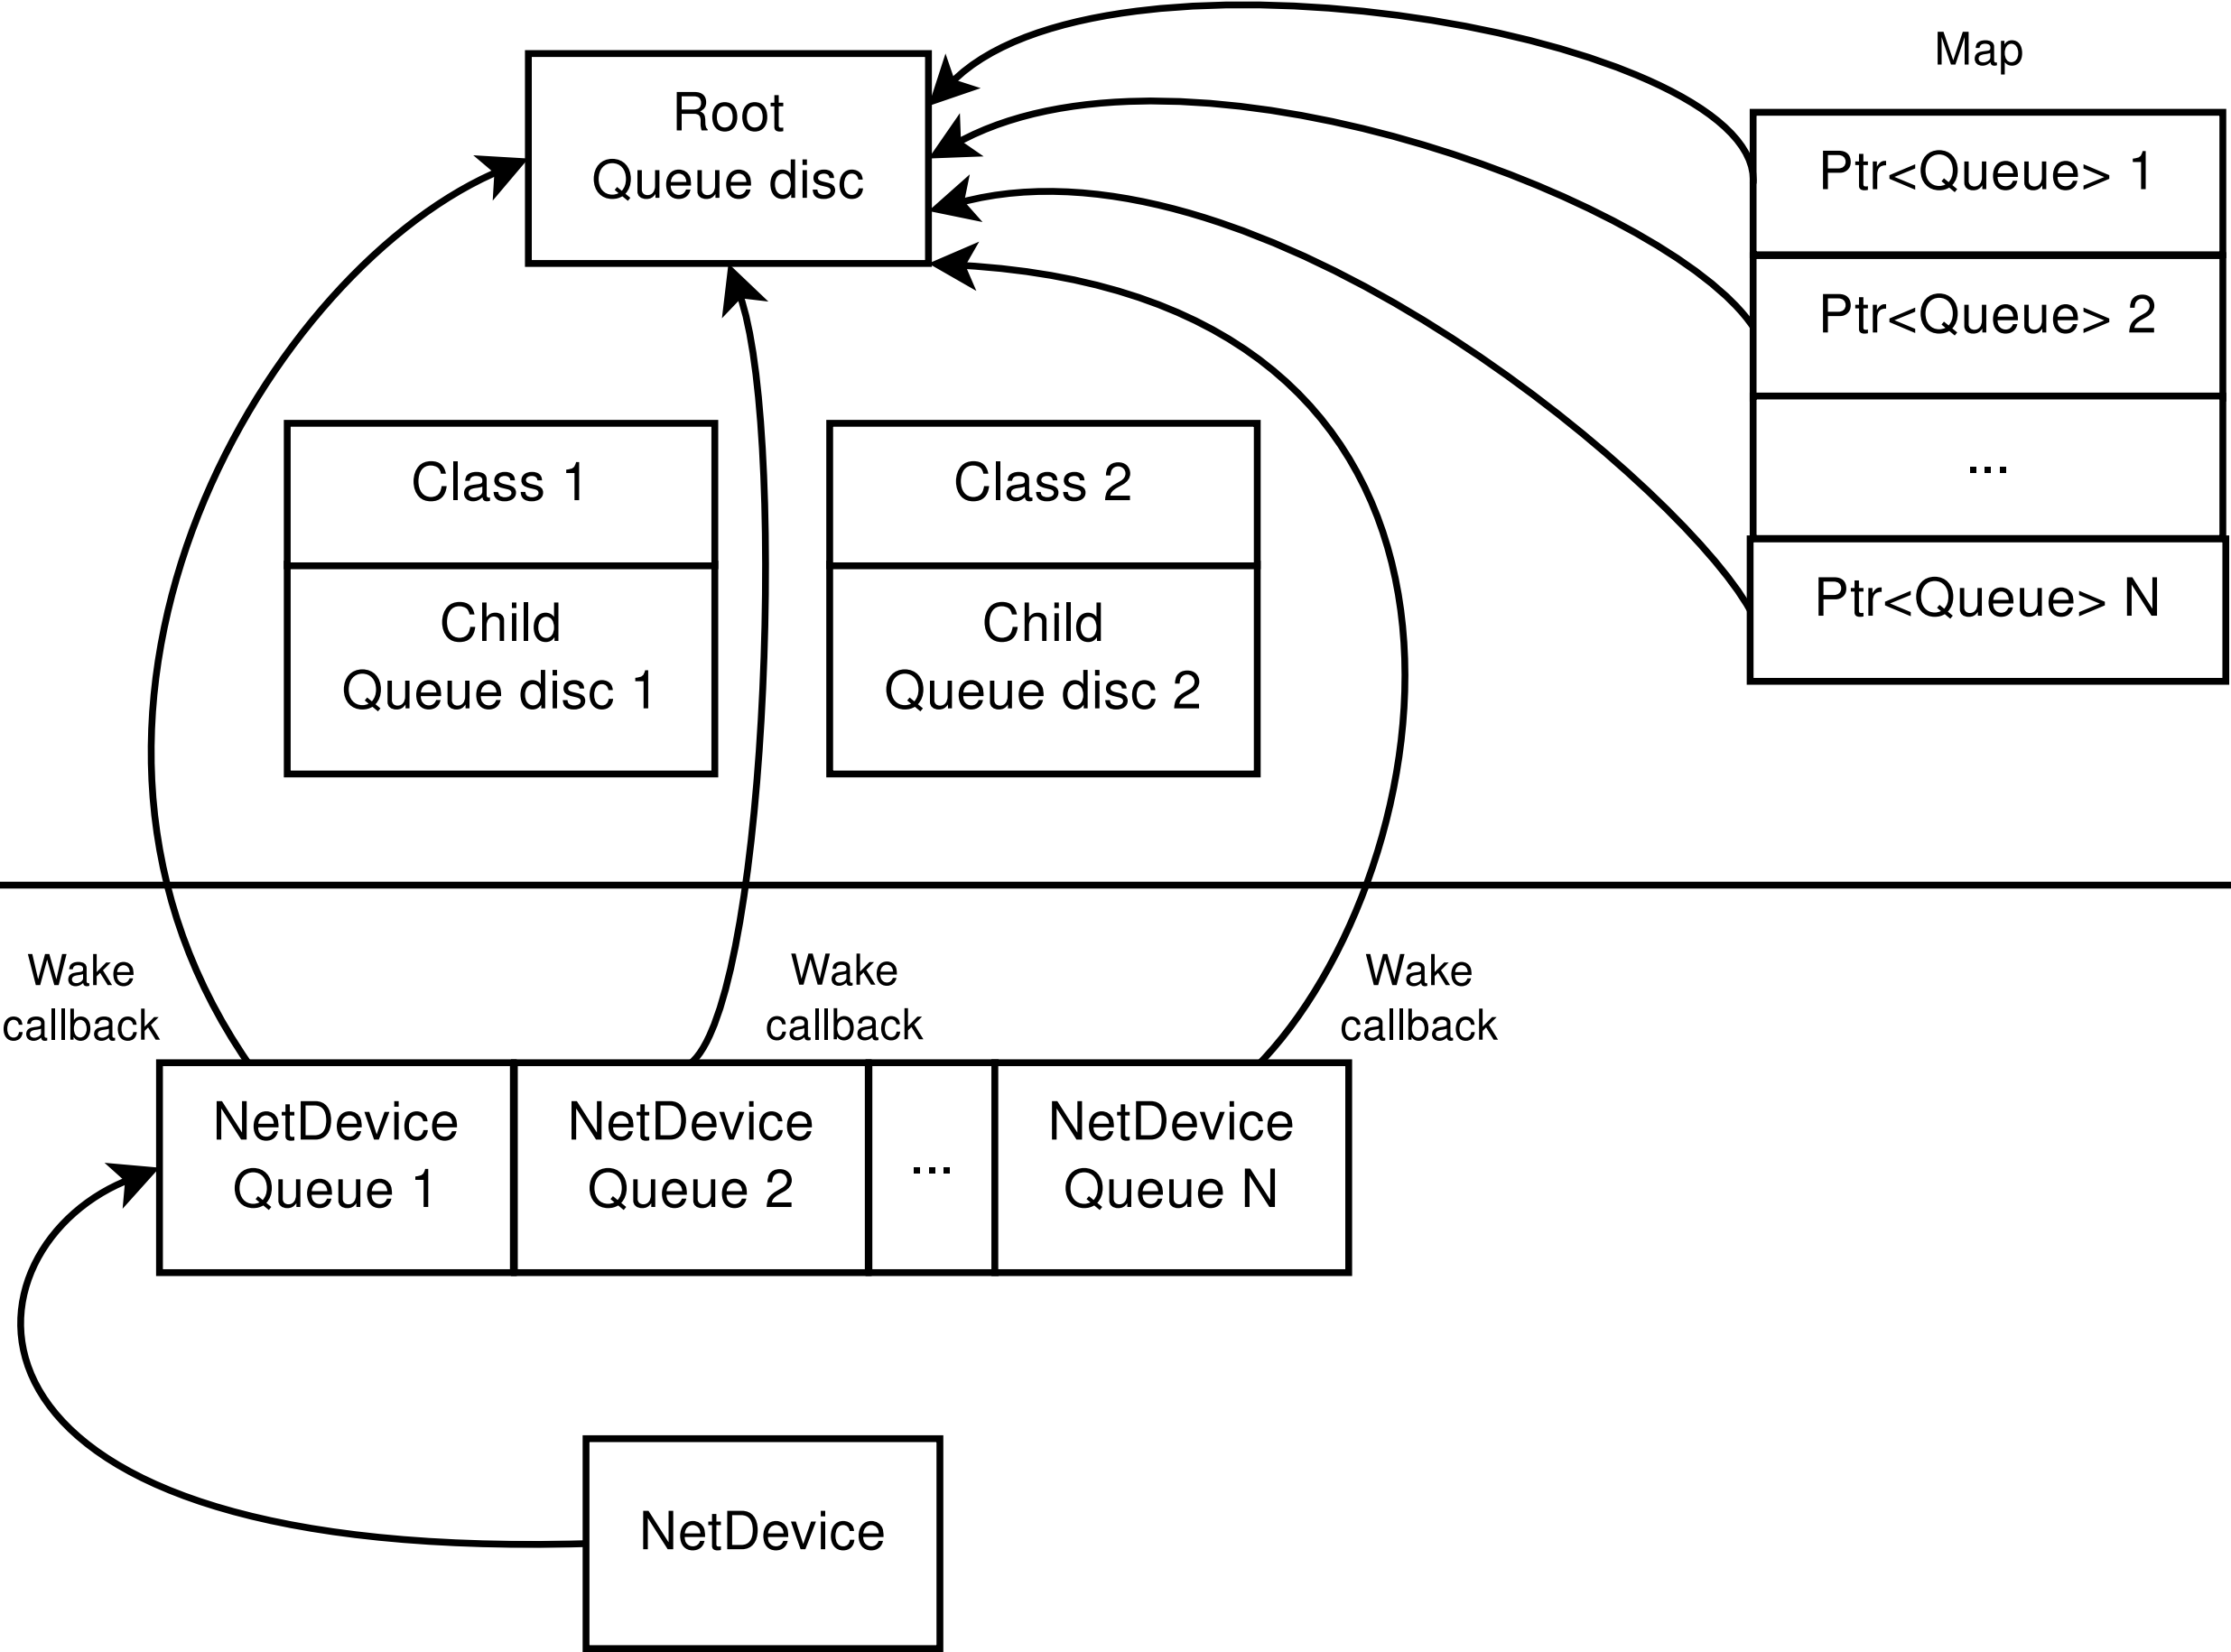 Map
Root
Queue disc
Ptr<Queue> 1
Ptr<Queue> 2
...
Ptr<Queue> N
Class 1
Child
Queue disc 1
Class 2
Child
Queue disc 2
Wake
callback
Wake
callback
Wake
callback
NetDevice
Queue 1
NetDevice
Queue 2
...
NetDevice
Queue N
NetDevice